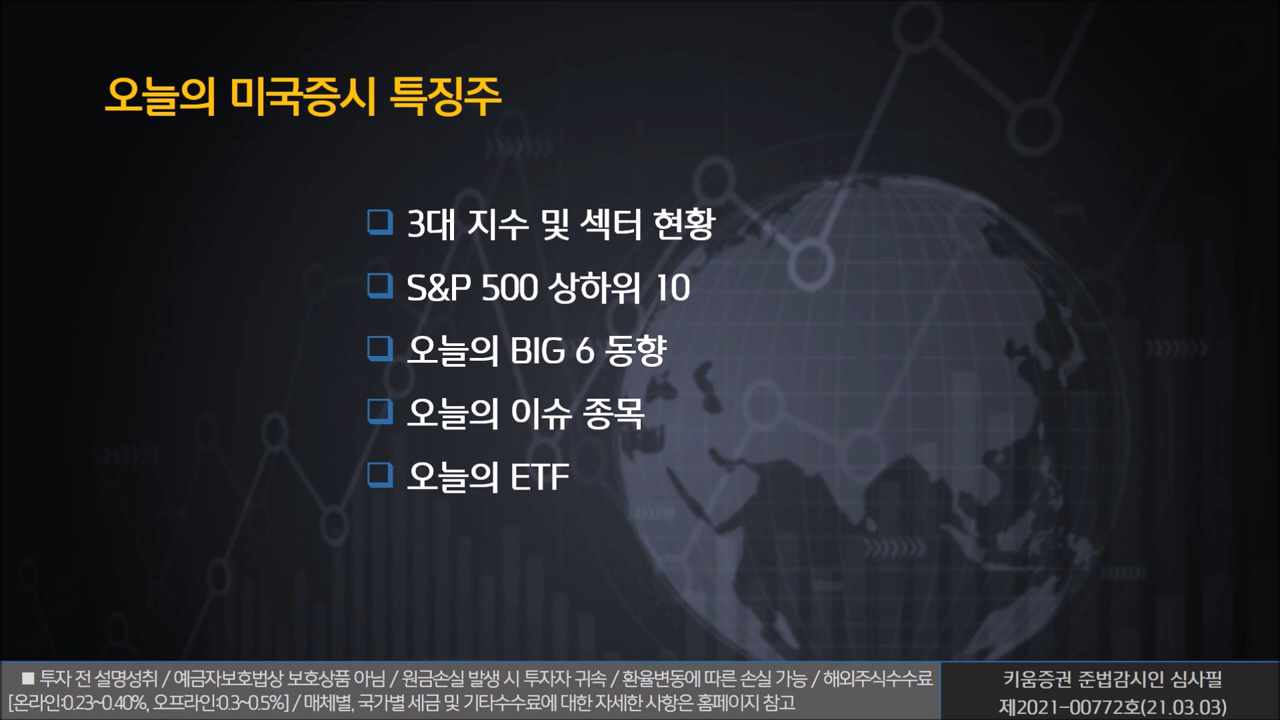 오늘의 미국증시 특징주
❑ 3대 지수 및 섹터 현황
❑ S&P 500 상하위 10
❑ 오늘의 BIG 6 동향
❑ 오늘의 이슈 종목
❑ 오늘의 ETF
■ 투자 전 설명성취 / 예금자보호법상 보호상품 아님 / 원금손실 발생 시 투자자 귀속 / 환율변동에 따른 손실 가능 / 해외주식수수료
[온라인:0.23~0.40%, 오프라인:0.3~0.5%] / 매체별, 국가별 세금 및 기타수수료에 대한 자세한 사항은 홈페이지 참고
키움증권 준법감시인 심사필
제2021-00772호(21.03.03)